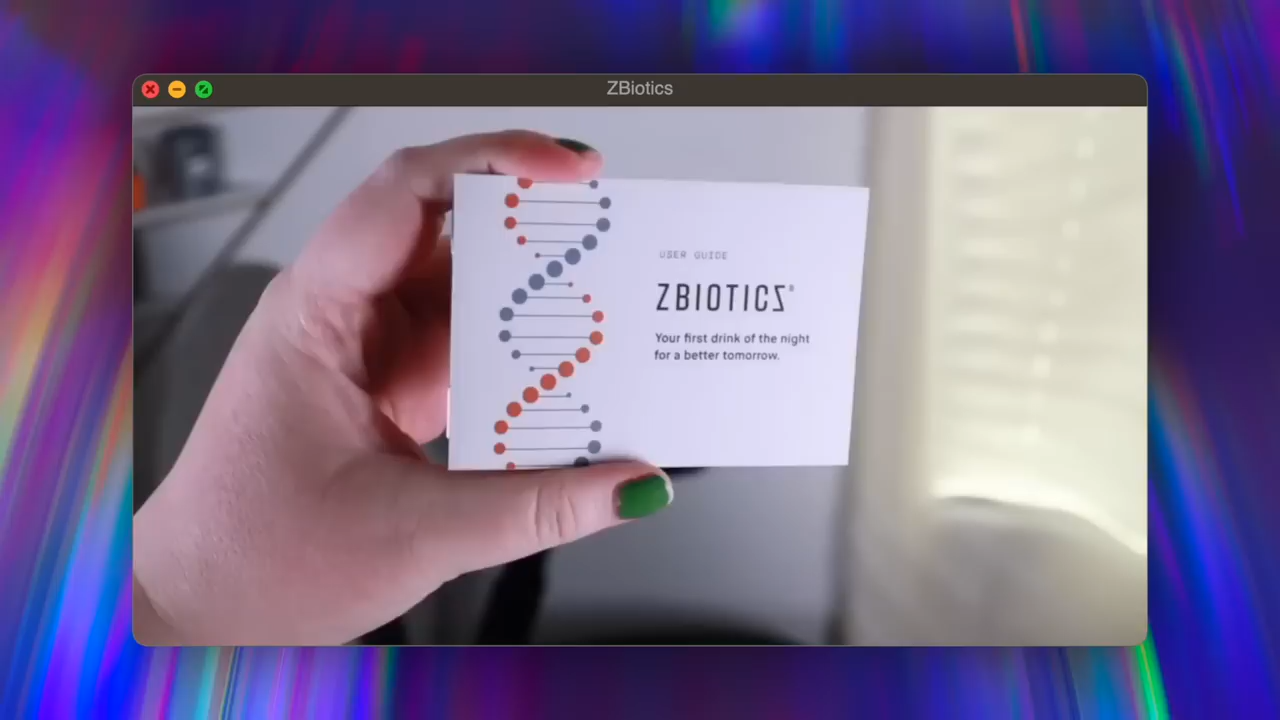 ZBiotics
USER GUIDE
ZBIOTICS®
Your first drink of the night
for a better tomorrow.